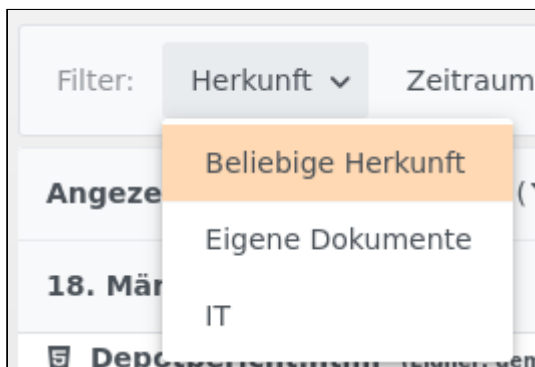 Filter: Herkunft Zeitraum
Beliebige Herkunft
Angeze (
Eigene Dokumente
18. Mär
IT